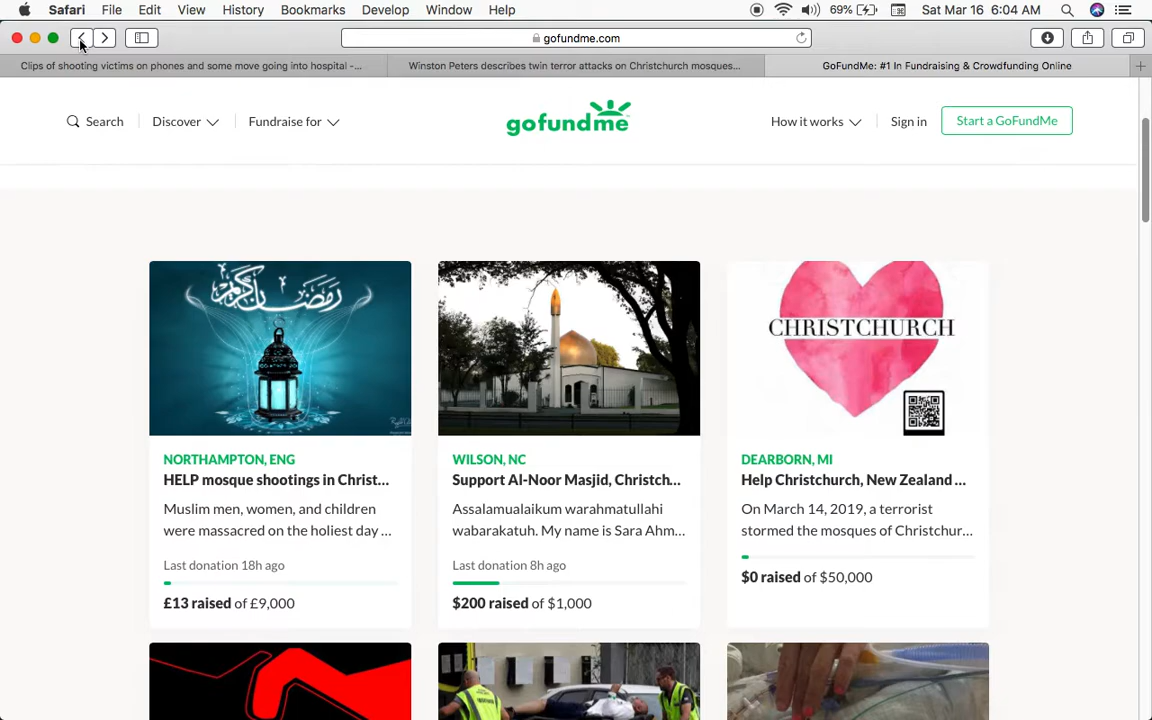 Safari File Edit View History Bookmarks Develop Window Help 69% Sat Mar 16 6:04 AM
gofundme.com
Clips of shooting victims on phones and some move going into hospital -... Winston Peters describes twin terror attacks on Christchurch mosques... GoFundMe: #1 In Fundraising & Crowdfunding Online
Search Discover Fundraise for gofundme How it works Sign in Start a GoFundMe
رمضان كريم
CHRISTCHURCH
NORTHAMPTON, ENG
HELP mosque shootings in Christ...
Muslim men, women, and children
were massacred on the holiest day ...
Last donation 18h ago
£13 raised of £9,000
WILSON, NC
Support Al-Noor Masjid, Christch...
Assalamualaikum warahmatullahi
wabarakatuh. My name is Sara Ahm...
Last donation 8h ago
$200 raised of $1,000
DEARBORN, MI
Help Christchurch, New Zealand ...
On March 14, 2019, a terrorist
stormed the mosques of Christchur...
$0 raised of $50,000